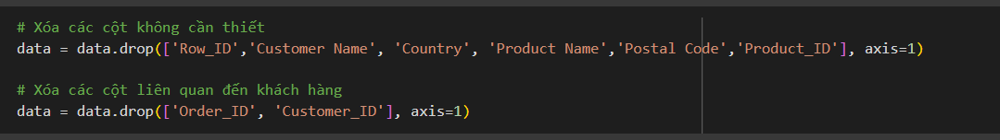 # Xóa các cột không cần thiết
data = data.drop(['Row_ID','Customer Name', 'Country', 'Product Name','Postal Code','Product_ID'], axis=1)
# Xóa các cột liên quan đến khách hàng
data = data.drop(['Order_ID', 'Customer_ID'], axis=1)